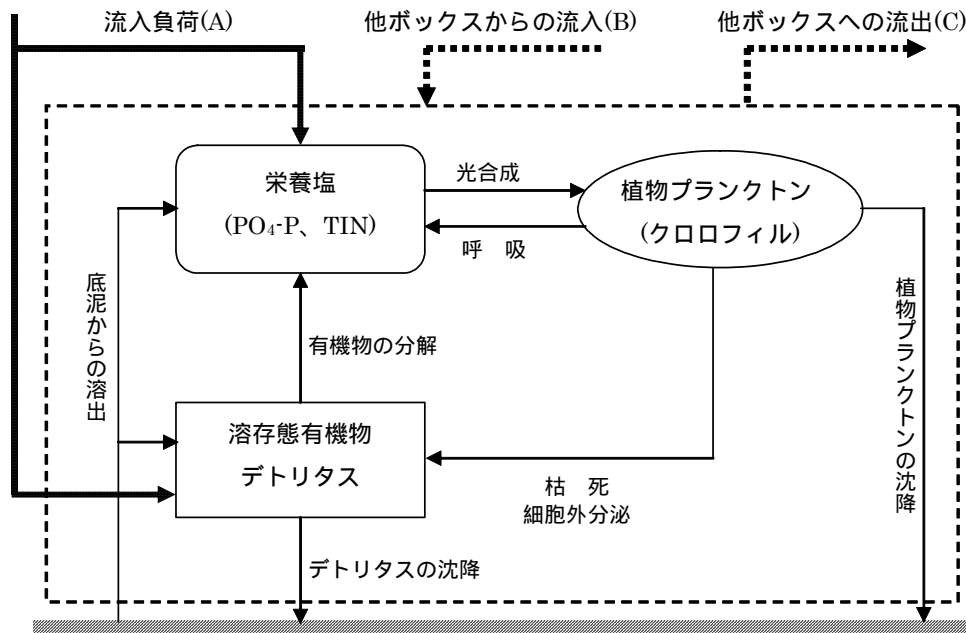 流入負荷(A)
他ボックスからの流入(B)
他ボックスへの流出(C)
栄養塩
(PO₄-P、TIN)
光合成
呼　吸
植物プランクトン
(クロロフィル)
底泥からの溶出
有機物の分解
植物プランクトンの沈降
溶存態有機物
デトリタス
枯　死
細胞外分泌
デトリタスの沈降